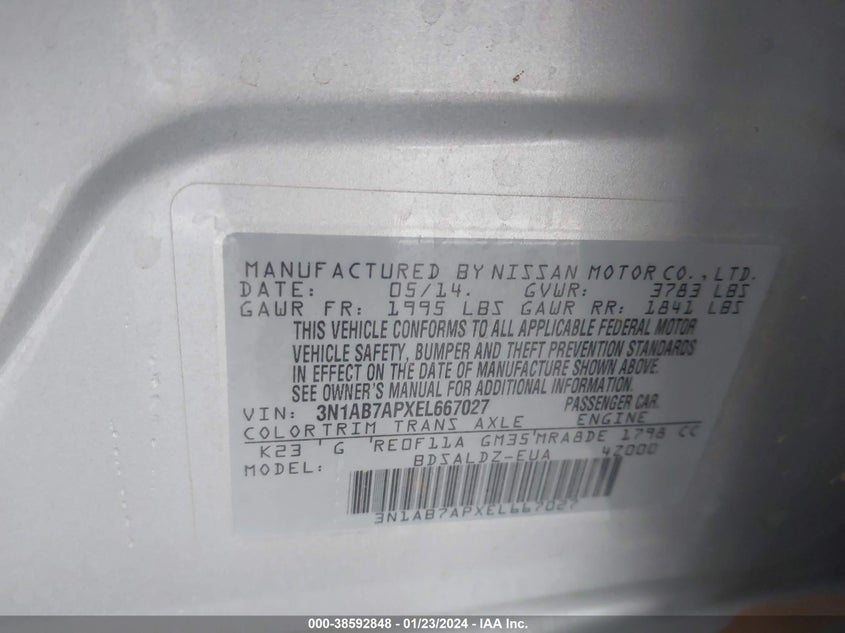 MANUFACTURED BY NISSAN MOTOR CO., LTD.
DATE: 05/14. GVWR: 3783 LBS
GAWR FR: 1995 LBS GAWR RR: 1841 LBS
THIS VEHICLE CONFORMS TO ALL APPLICABLE FEDERAL MOTOR
VEHICLE SAFETY, BUMPER AND THEFT PREVENTION STANDARDS
IN EFFECT ON THE DATE OF MANUFACTURE SHOWN ABOVE.
SEE OWNER'S MANUAL FOR ADDITIONAL INFORMATION.
VIN: 3N1AB7APXEL667027 PASSENGER CAR.
COLOR TRIM TRANS AXLE ENGINE
K23 'G 'RE0F11A GM35'MRA8DE 1798 CC
MODEL: BDSALDZ-EUA 4Z000
3N1AB7APXEL667027
000-38592848 - 01/23/2024 - IAA Inc.